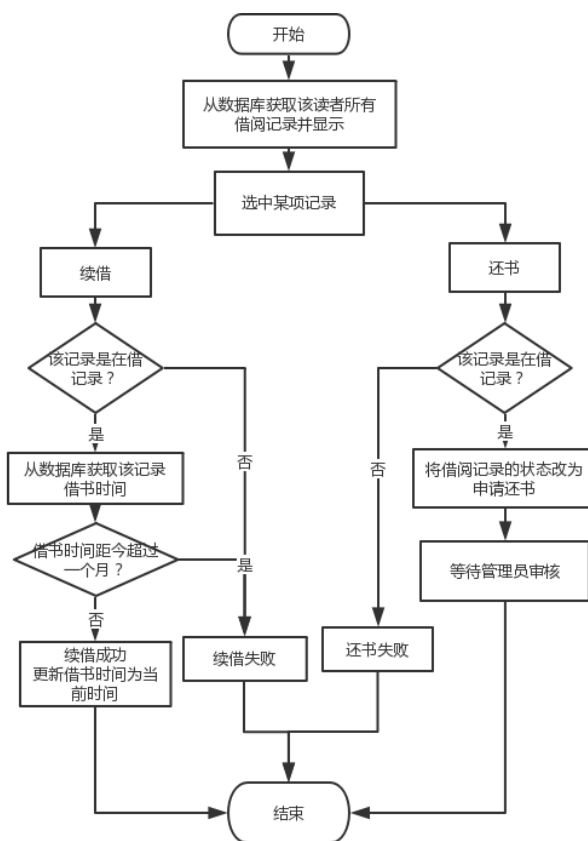 开始
从数据库获取该读者所有
借阅记录并显示
选中某项记录
续借
还书
该记录是在借
记录？
该记录是在借
记录？
是
否
否
是
从数据库获取该记录
借书时间
将借阅记录的状态改为
申请还书
借书时间距今超过
一个月？
是
等待管理员审核
否
续借成功
更新借书时间为当
前时间
续借失败
还书失败
结束